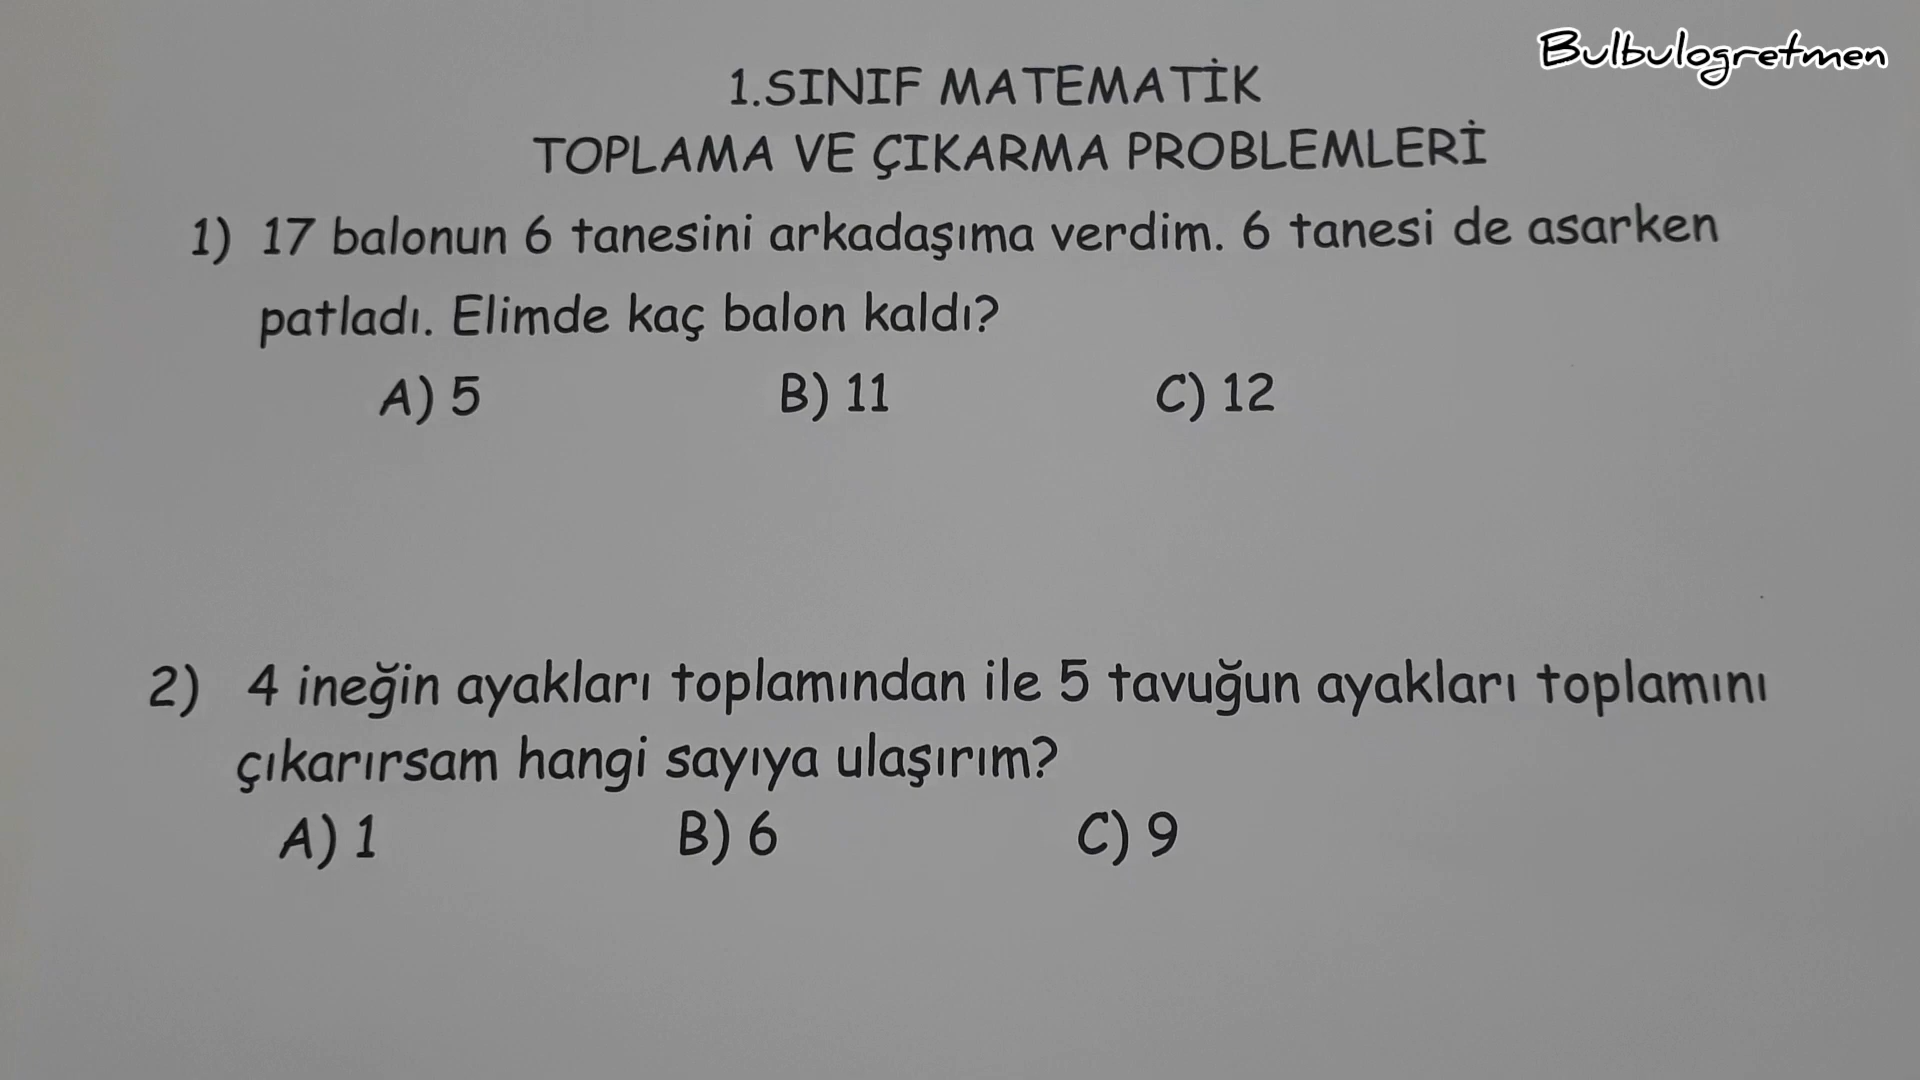 Bulbulogretmen
1.SINIF MATEMATİK
TOPLAMA VE ÇIKARMA PROBLEMLERİ
1) 17 balonun 6 tanesini arkadaşıma verdim. 6 tanesi de asarken
patladı. Elimde kaç balon kaldı?
A) 5 B) 11 C) 12
2) 4 ineğin ayakları toplamından ile 5 tavuğun ayakları toplamını
çıkarırsam hangi sayıya ulaşırım?
A) 1 B) 6 C) 9